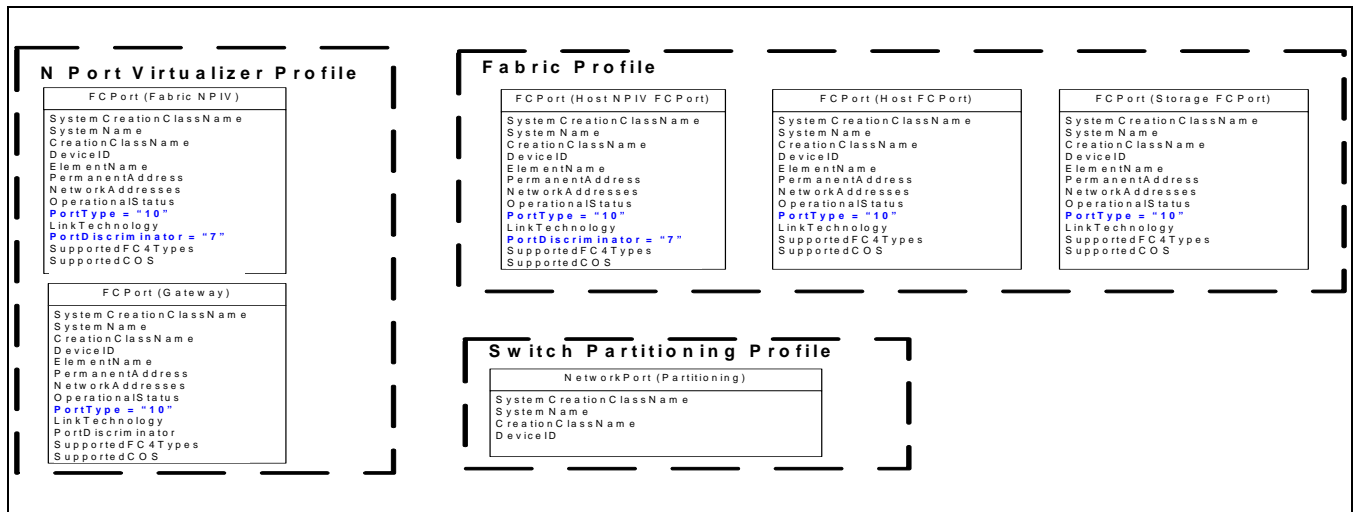 N Port Virtualizer Profile
FCPort (Fabric NPIV)
SystemCreationClassName
SystemName
CreationClassName
DeviceID
ElementName
PermanentAddress
NetworkAddresses
OperationalStatus
PortType = “10”
LinkTechnology
PortDiscriminator = “7”
SupportedFC4Types
SupportedCOS
FCPort (Gateway)
SystemCreationClassName
SystemName
CreationClassName
DeviceID
ElementName
PermanentAddress
NetworkAddresses
OperationalStatus
PortType = “10”
LinkTechnology
PortDiscriminator
SupportedFC4Types
SupportedCOS
Fabric Profile
FCPort (Host NPIV FCPort)
SystemCreationClassName
SystemName
CreationClassName
DeviceID
ElementName
PermanentAddress
NetworkAddresses
OperationalStatus
PortType = “10”
LinkTechnology
PortDiscriminator = “7”
SupportedFC4Types
SupportedCOS
FCPort (Host FCPort)
SystemCreationClassName
SystemName
CreationClassName
DeviceID
ElementName
PermanentAddress
NetworkAddresses
OperationalStatus
PortType = “10”
LinkTechnology
SupportedFC4Types
SupportedCOS
FCPort (Storage FCPort)
SystemCreationClassName
SystemName
CreationClassName
DeviceID
ElementName
PermanentAddress
NetworkAddresses
OperationalStatus
PortType = “10”
LinkTechnology
SupportedFC4Types
SupportedCOS
Switch Partitioning Profile
NetworkPort (Partitioning)
SystemCreationClassName
SystemName
CreationClassName
DeviceID